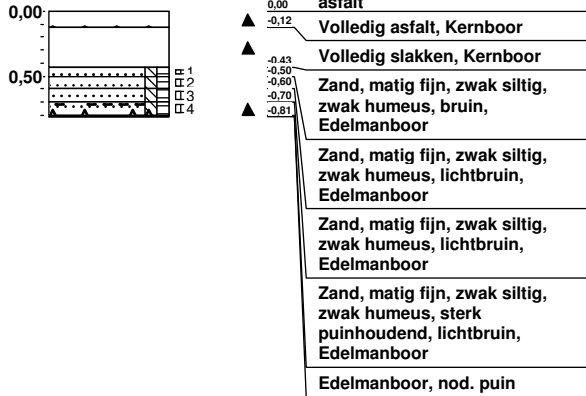 0,00
0,50
1
2
3
4
0,00
asfalt
-0,12
Volledig asfalt, Kernboor
Volledig slakken, Kernboor
-0.43
-0,50
-0,60
-0,70
-0,81
Zand, matig fijn, zwak siltig,
zwak humeus, bruin,
Edelmanboor
Zand, matig fijn, zwak siltig,
zwak humeus, lichtbruin,
Edelmanboor
Zand, matig fijn, zwak siltig,
zwak humeus, lichtbruin,
Edelmanboor
Zand, matig fijn, zwak siltig,
zwak humeus, sterk
puinhoudend, lichtbruin,
Edelmanboor
Edelmanboor, nod. puin